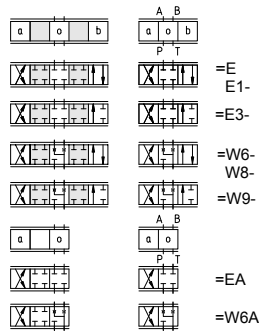 A B
a o b a o b
P T
=E
E1-
=E3-
=W6-
W8-
=W9-
A B
a o a o
P T
=EA
=W6A